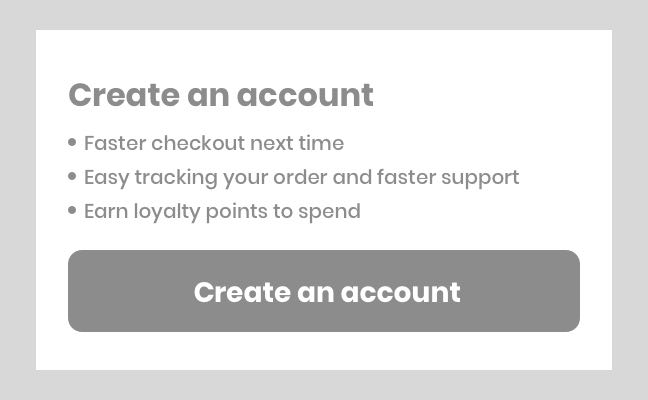 Create an account
• Faster checkout next time
• Easy tracking your order and faster support
• Earn loyalty points to spend
Create an account